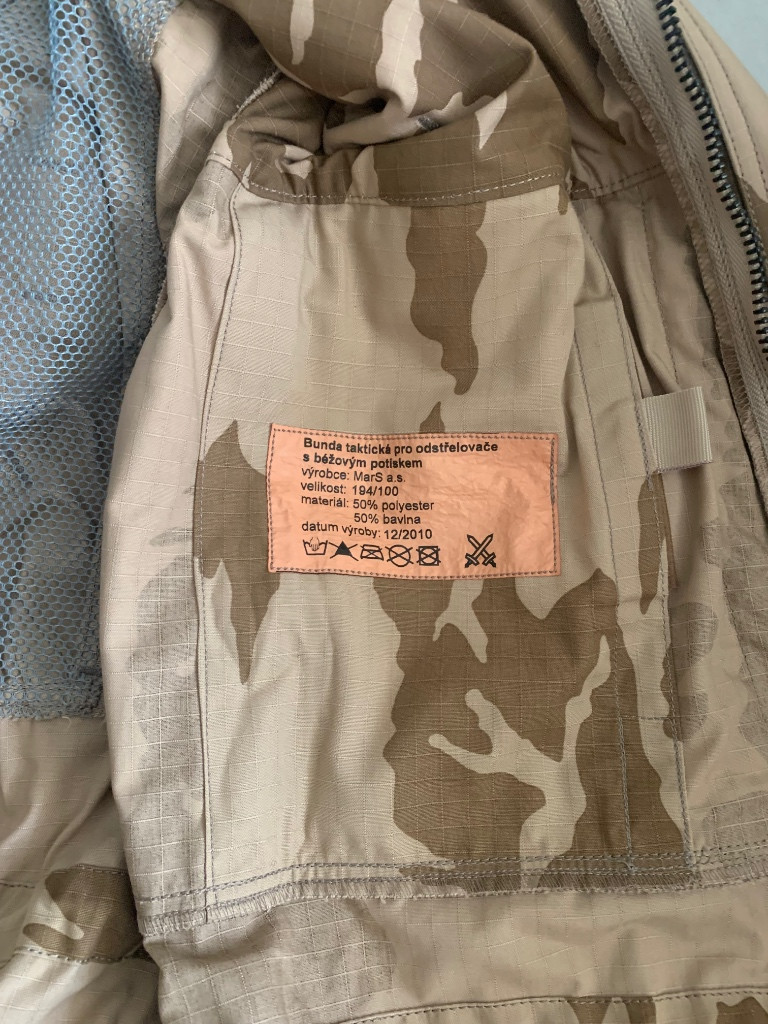 Bunda taktická pro odstřelovače
s béžovým potiskem
výrobce: MarS a.s.
velikost: 194/100
materiál: 50% polyester
50% bavlna
datum výroby: 12/2010